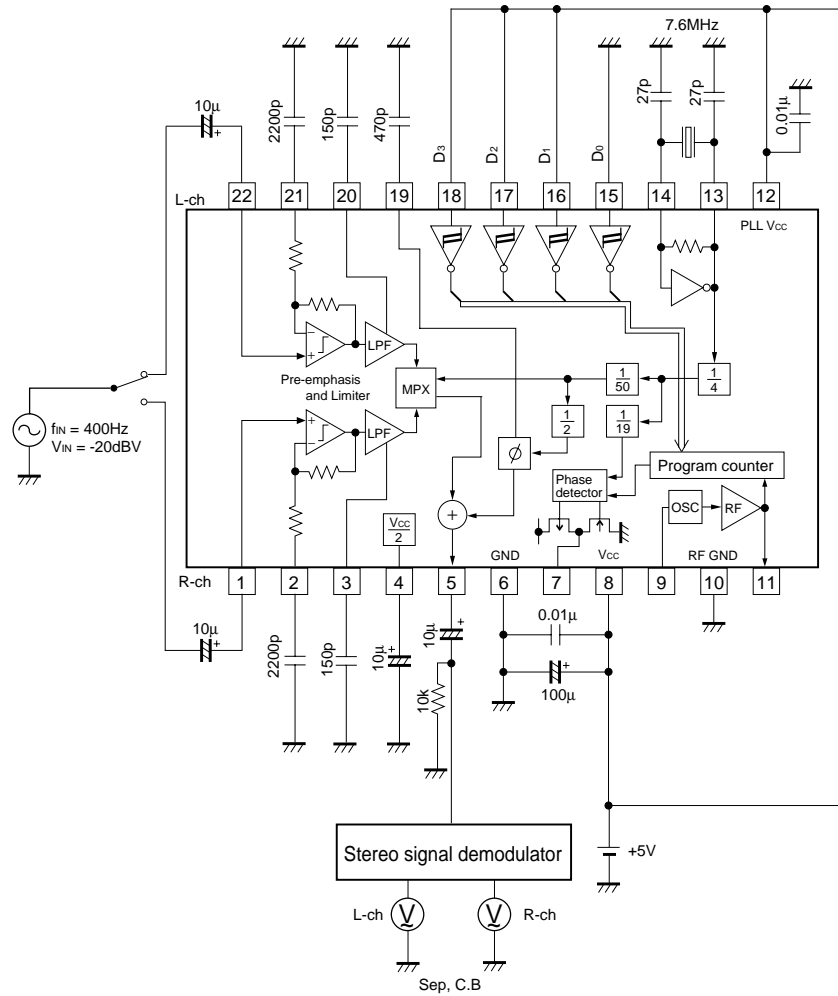 7.6MHz
10μ
+
2200p
150p
470p
D3
D2
D1
D0
27p
27p
0.01μ
L-ch
22
21
20
19
18
17
16
15
14
13
12
PLL VCC
−
+
LPF
Pre-emphasis
and Limiter
MPX
1/50
1/4
1/2
1/19
fIN = 400Hz
VIN = -20dBV
+
−
LPF
ϕ
Phase
detector
Program counter
VCC/2
+
OSC
RF
GND
VCC
RF GND
R-ch
1
2
3
4
5
6
7
8
9
10
11
10μ
+
2200p
150p
10μ
+
10μ
+
10k
0.01μ
+
100μ
+5V
Stereo signal demodulator
L-ch
V
V
R-ch
Sep, C.B